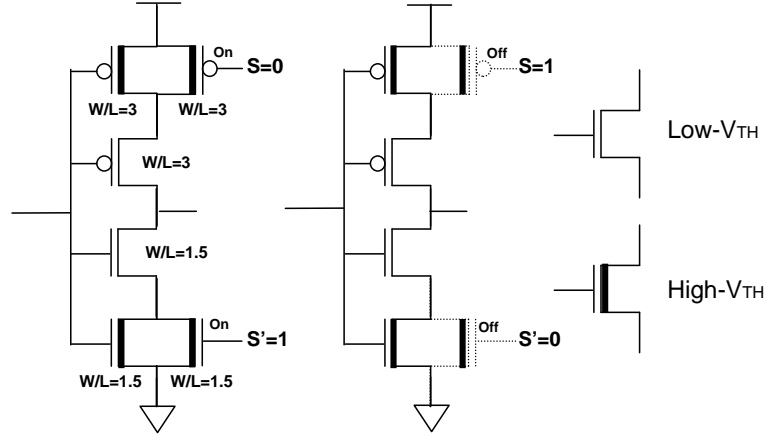 On
S=0
W/L=3
W/L=3
W/L=3
W/L=1.5
On
S'=1
W/L=1.5
W/L=1.5
Off
S=1
Off
S'=0
Low-VTH
High-VTH